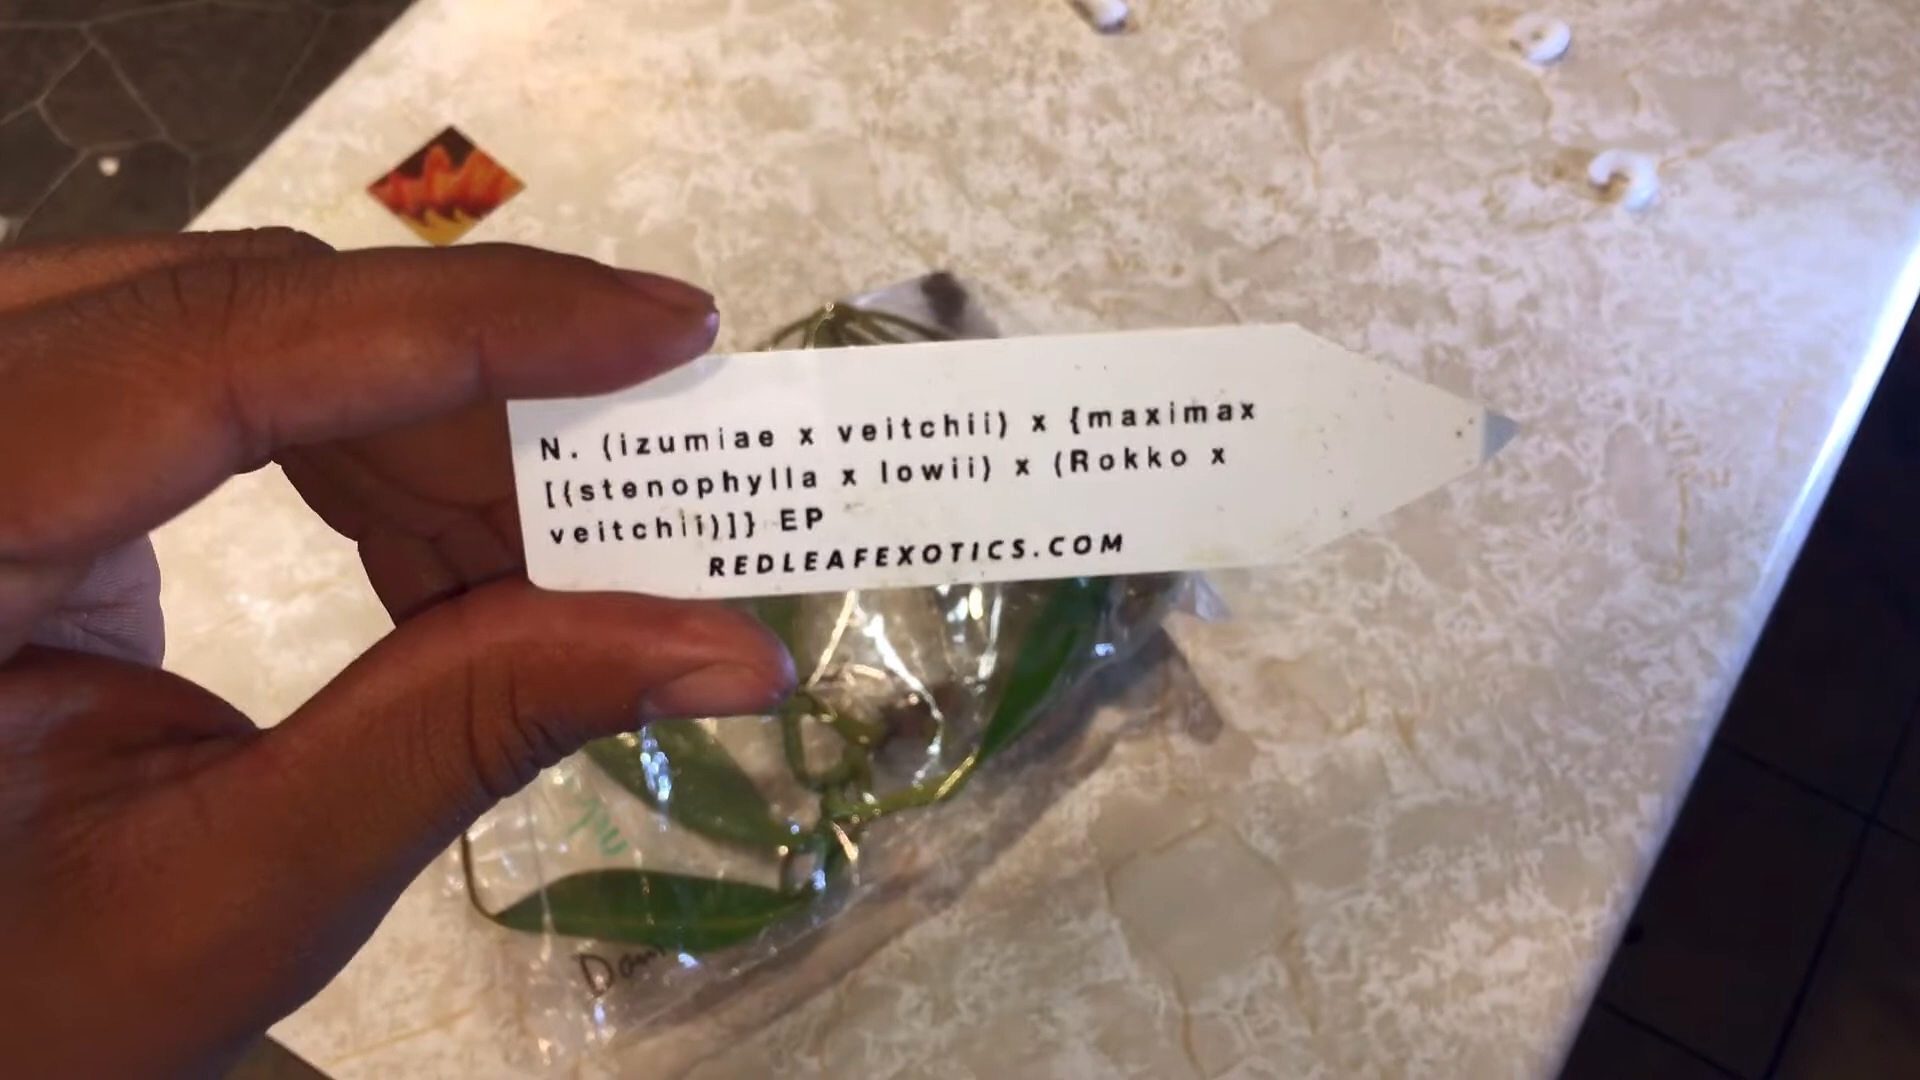 N. (izumiae x veitchii) x {maximax
[(stenophylla x lowii) x (Rokko x
veitchii)]} EP
REDLEAFEXOTICS.COM